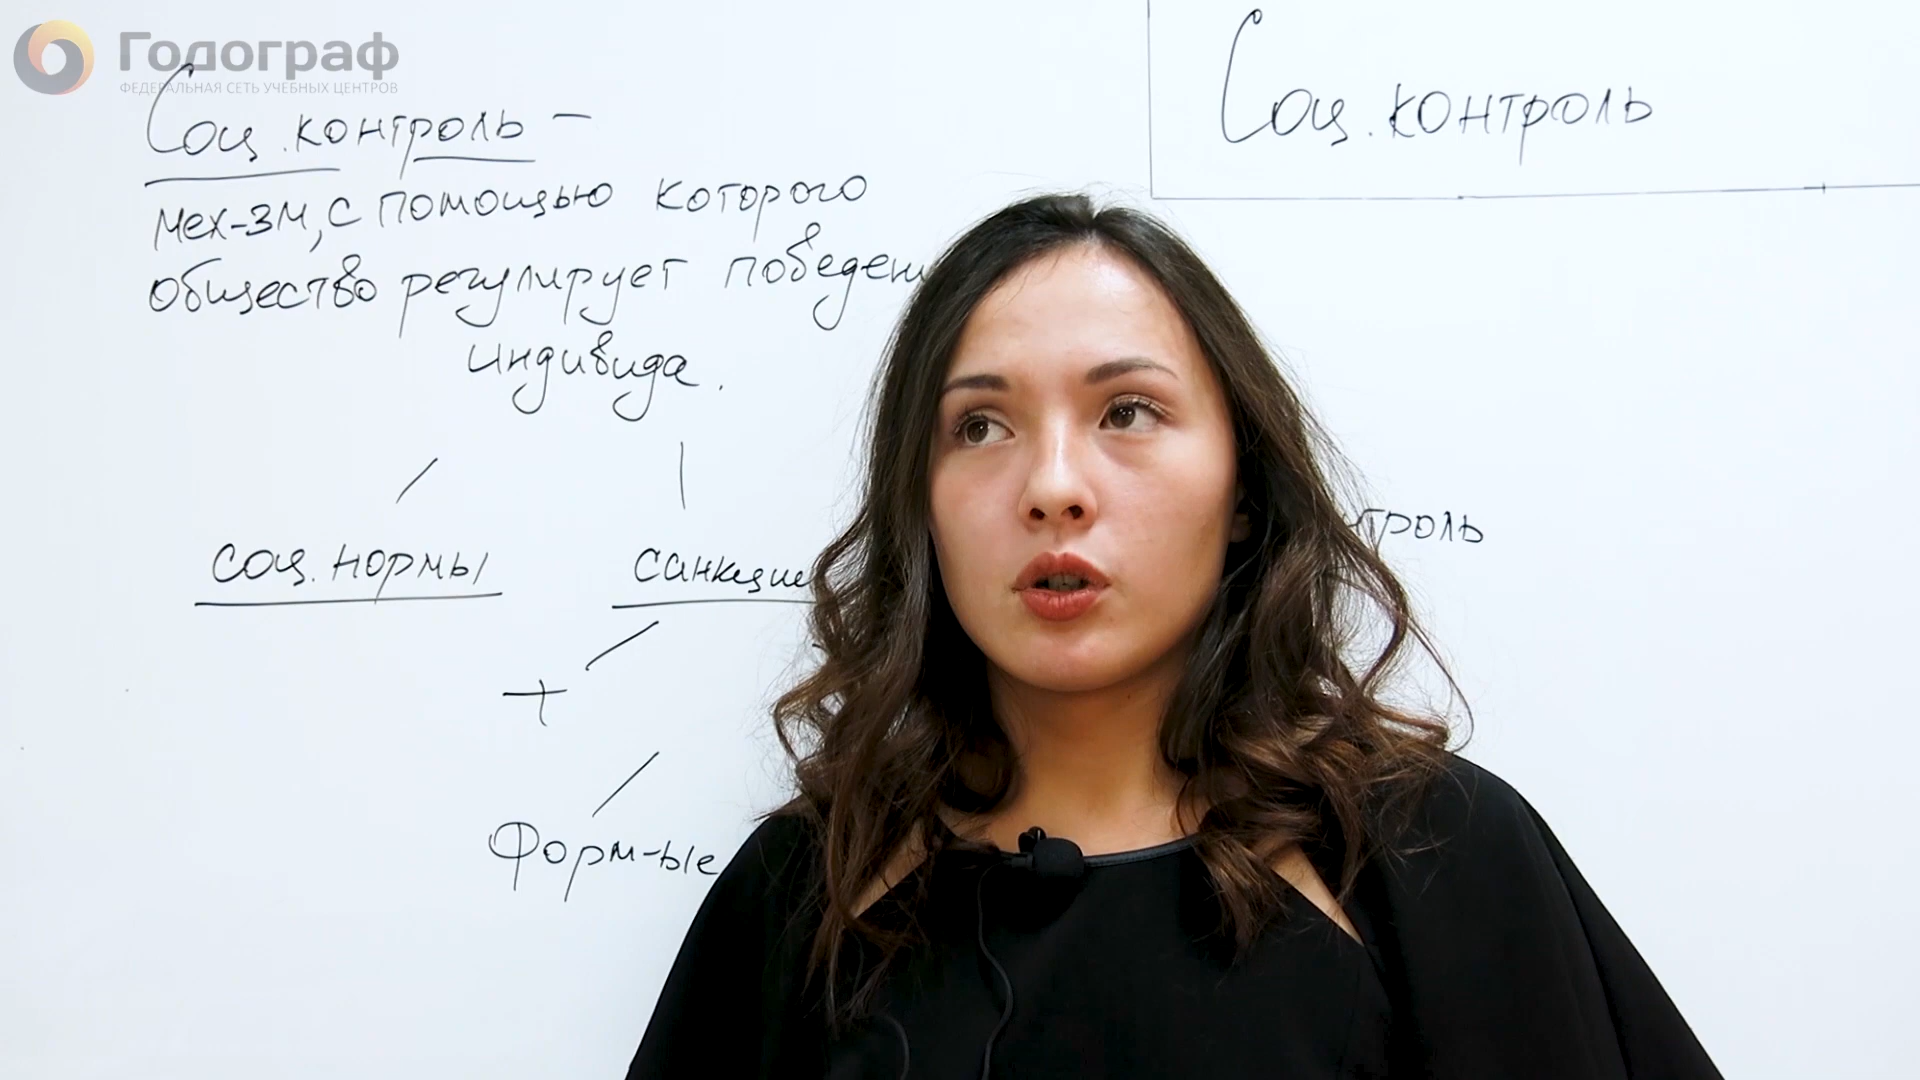 Годограф
ФЕДЕРАЛЬНАЯ СЕТЬ УЧЕБНЫХ ЦЕНТРОВ
Соц. контроль
Соц. контроль –
мех-зм, с помощью которого
общество регулирует поведени
индивида.
соц. нормы санкции троль
+
Форм-ые